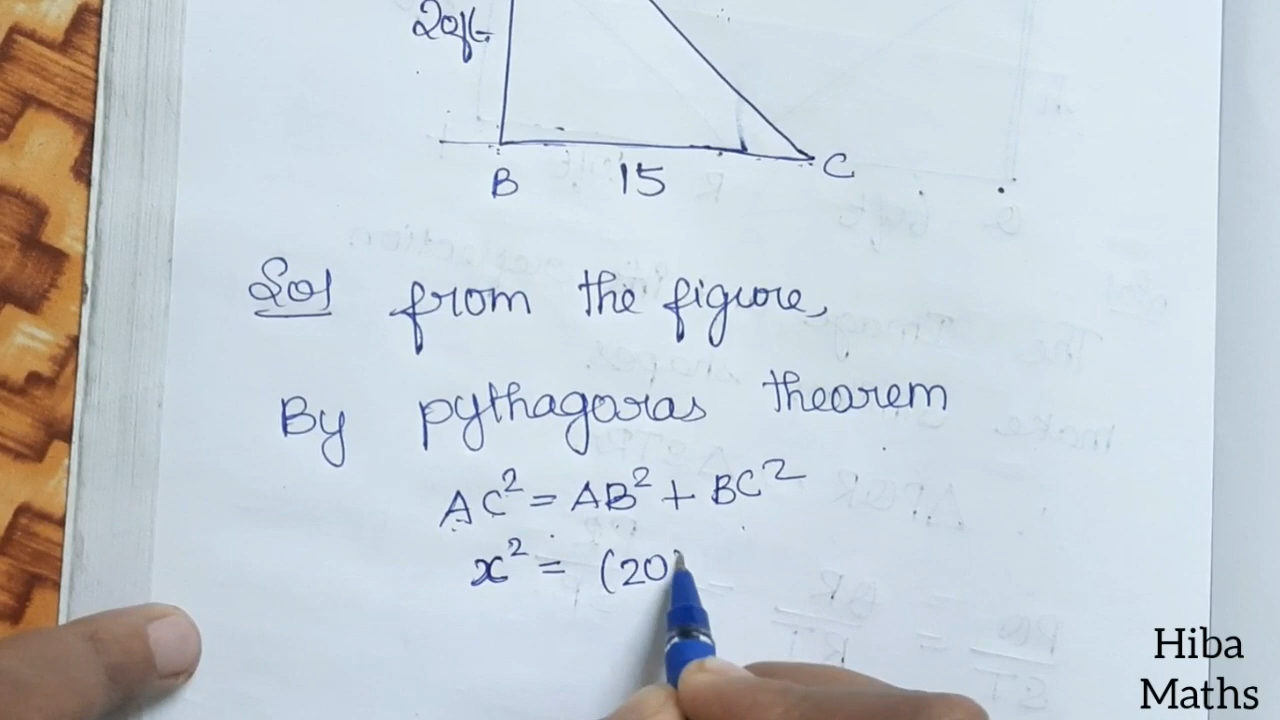 20ft
B 15 C
Sol from the figure,
By pythagoras theorem
AC² = AB² + BC²
x² = (20
Hiba
Maths